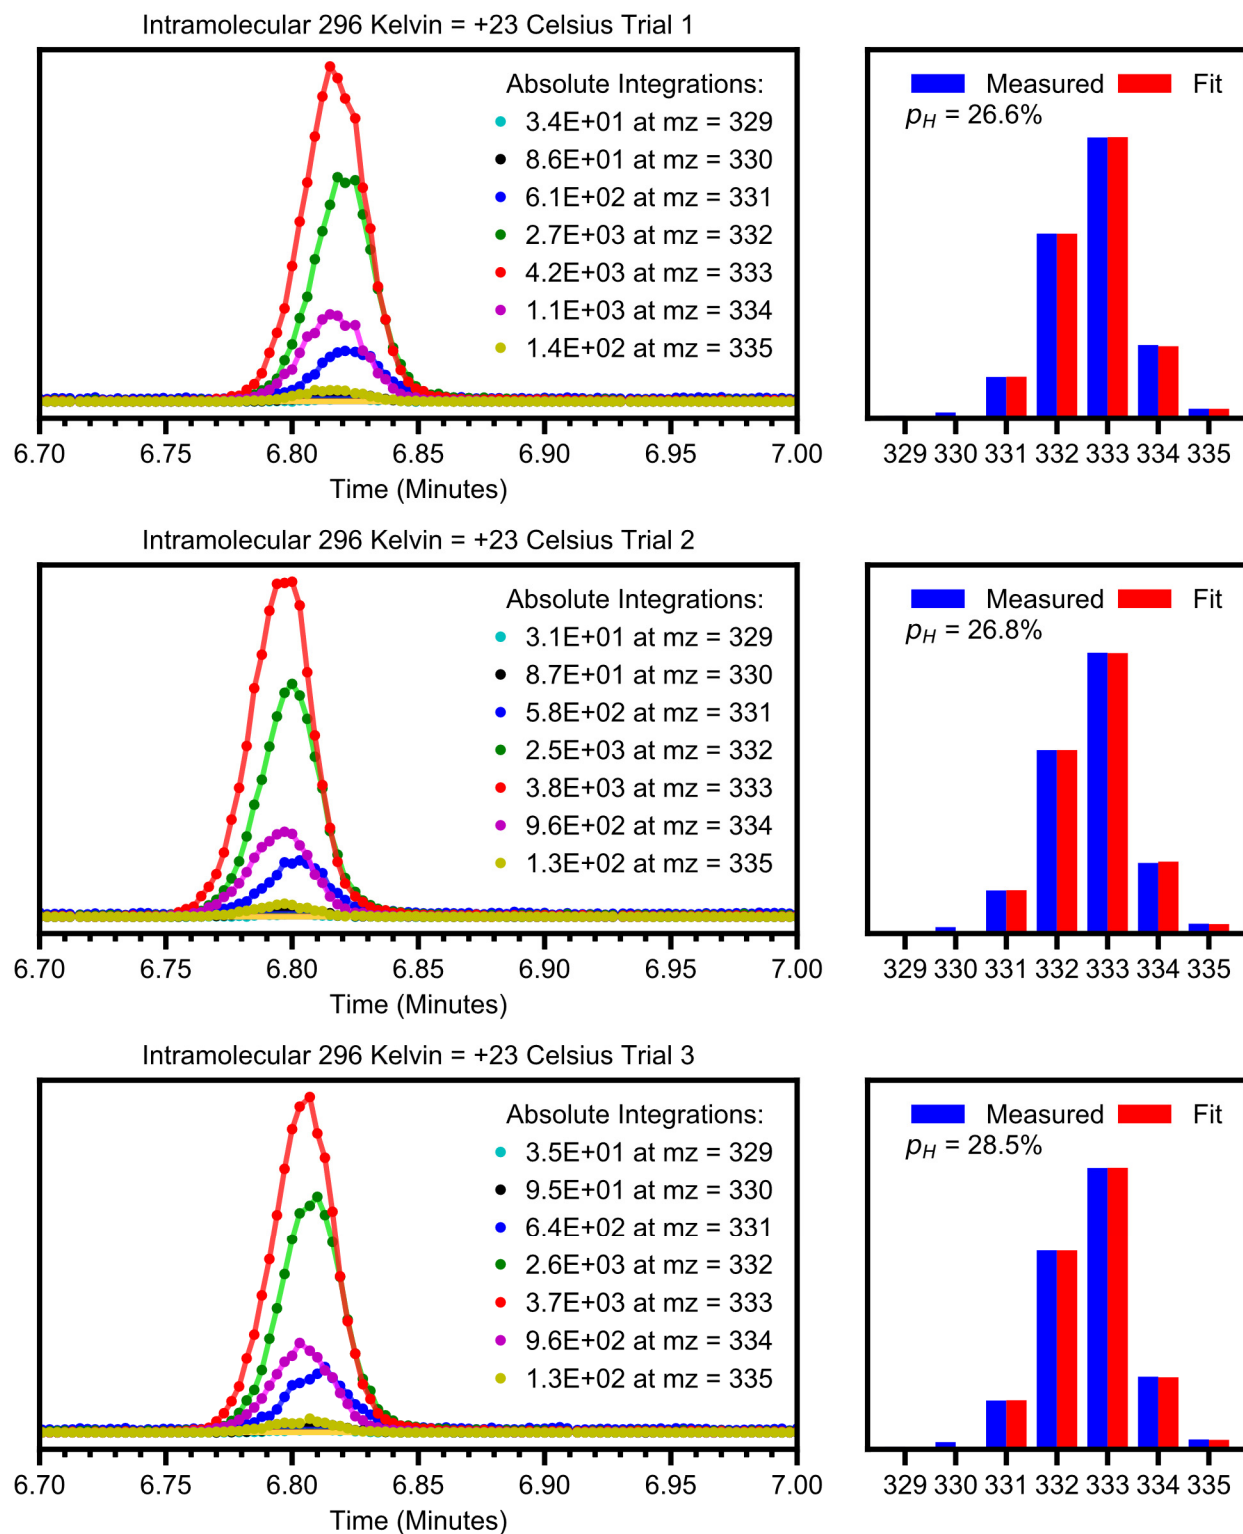 Intramolecular 296 Kelvin = +23 Celsius Trial 1
Absolute Integrations:
3.4E+01 at mz = 329
8.6E+01 at mz = 330
6.1E+02 at mz = 331
2.7E+03 at mz = 332
4.2E+03 at mz = 333
1.1E+03 at mz = 334
1.4E+02 at mz = 335
6.70 6.75 6.80 6.85 6.90 6.95 7.00
Time (Minutes)
Measured Fit
pH = 26.6%
329 330 331 332 333 334 335
Intramolecular 296 Kelvin = +23 Celsius Trial 2
Absolute Integrations:
3.1E+01 at mz = 329
8.7E+01 at mz = 330
5.8E+02 at mz = 331
2.5E+03 at mz = 332
3.8E+03 at mz = 333
9.6E+02 at mz = 334
1.3E+02 at mz = 335
6.70 6.75 6.80 6.85 6.90 6.95 7.00
Time (Minutes)
Measured Fit
pH = 26.8%
329 330 331 332 333 334 335
Intramolecular 296 Kelvin = +23 Celsius Trial 3
Absolute Integrations:
3.5E+01 at mz = 329
9.5E+01 at mz = 330
6.4E+02 at mz = 331
2.6E+03 at mz = 332
3.7E+03 at mz = 333
9.6E+02 at mz = 334
1.3E+02 at mz = 335
6.70 6.75 6.80 6.85 6.90 6.95 7.00
Time (Minutes)
Measured Fit
pH = 28.5%
329 330 331 332 333 334 335